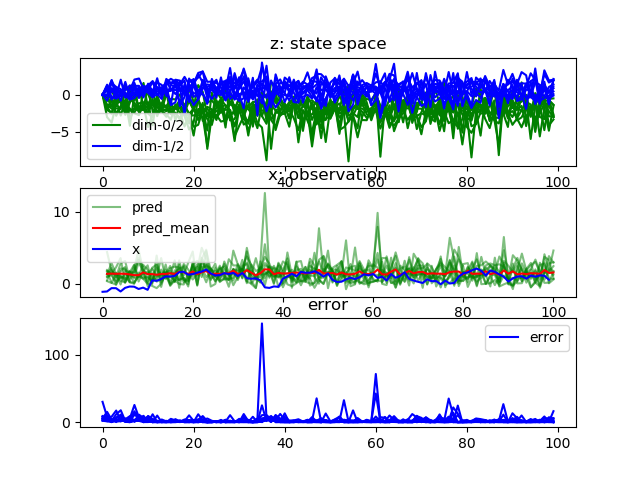 z: state space
0
−5
dim-0/2
dim-1/2
0 20 40 60 80 100
x: observation
10
0
pred
pred_mean
x
0 20 40 60 80 100
error
100
0
error
0 20 40 60 80 100